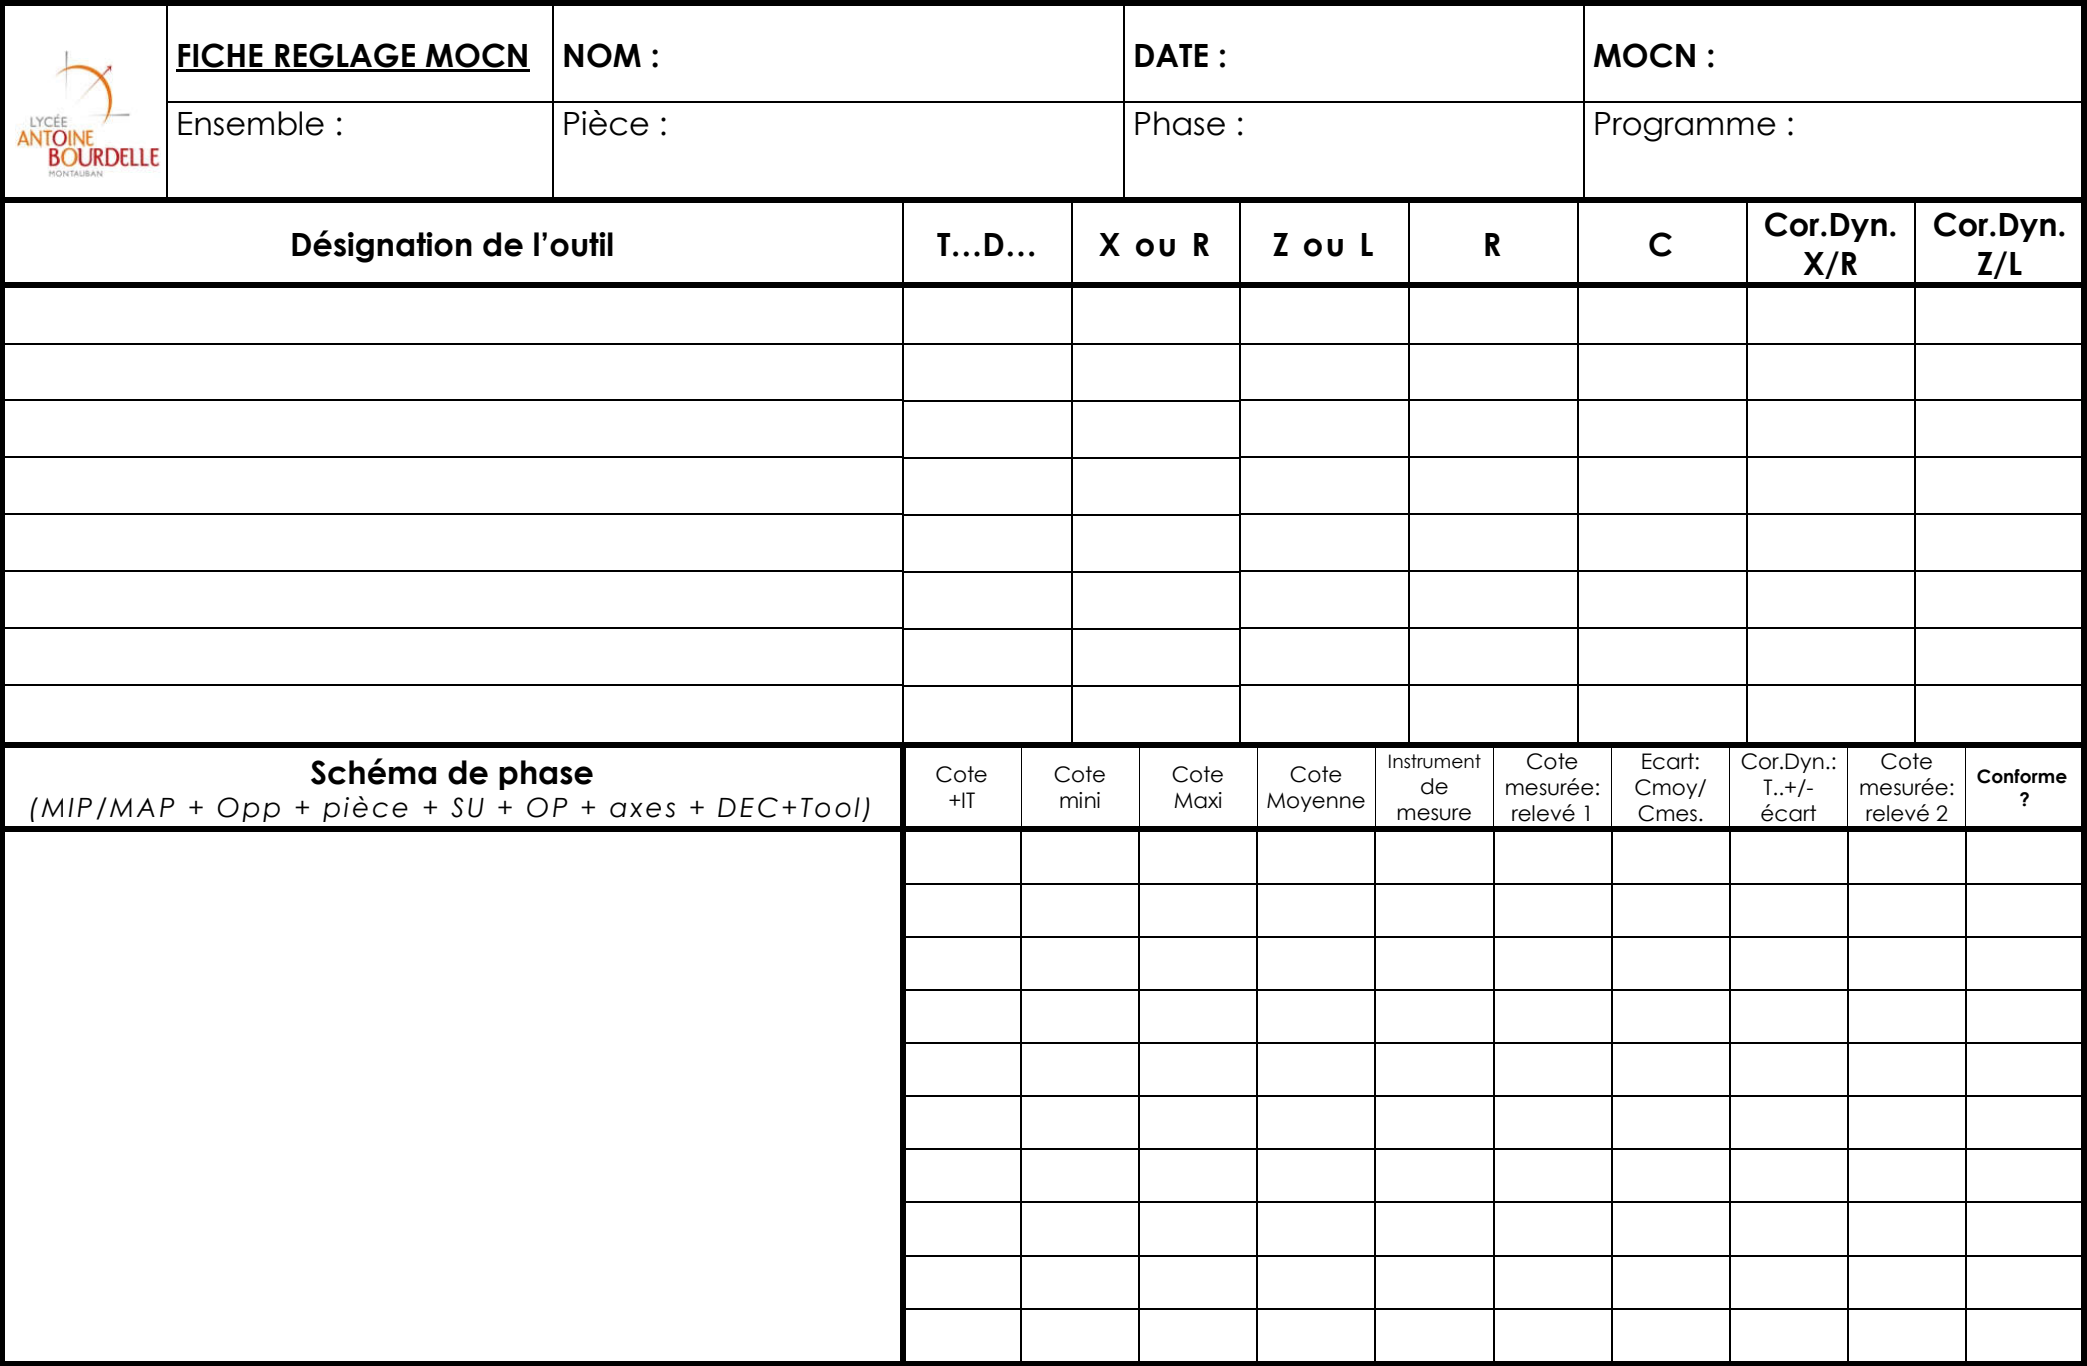 LYCÉE
ANTOINE
BOURDELLE
MONTAUBAN
FICHE REGLAGE MOCN
NOM :
DATE :
MOCN :
Ensemble :
Pièce :
Phase :
Programme :
Désignation de l’outil
T…D…
X ou R
Z ou L
R
C
Cor.Dyn.
X/R
Cor.Dyn.
Z/L
Schéma de phase
(MIP/MAP + Opp + pièce + SU + OP + axes + DEC+Tool)
Cote
+IT
Cote
mini
Cote
Maxi
Cote
Moyenne
Instrument
de
mesure
Cote
mesurée:
relevé 1
Ecart:
Cmoy/
Cmes.
Cor.Dyn.:
T..+/-
écart
Cote
mesurée:
relevé 2
Conforme
?